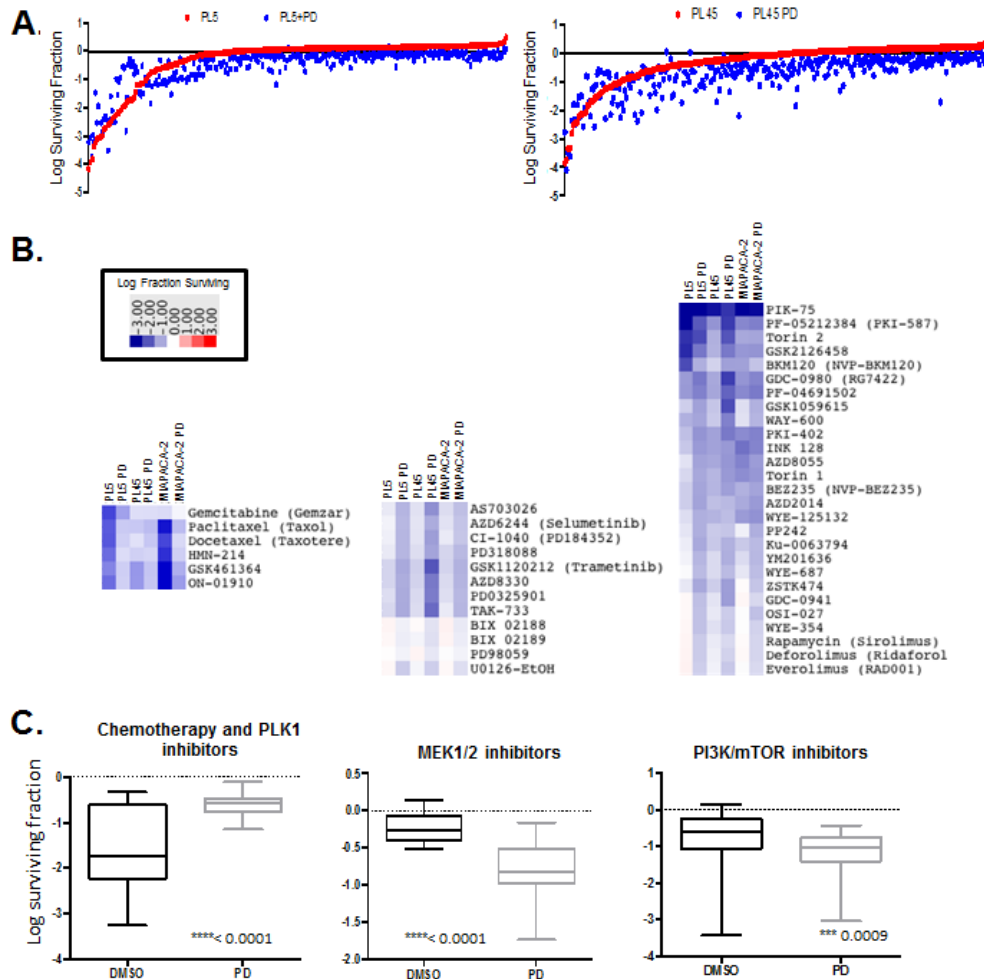 A.
PL5
PL5+PD
Log Surviving Fraction
1
0
-1
-2
-3
-4
-5
PL45
PL45 PD
Log Surviving Fraction
1
0
-1
-2
-3
-4
-5
B.
Log Fraction Surviving
-3.00
-2.00
-1.00
0.00
1.00
2.00
3.00
PL5
PL5 PD
PL45
PL45 PD
MIAPACA-2
MIAPACA-2 PD
Gemcitabine (Gemzar)
Paclitaxel (Taxol)
Docetaxel (Taxotere)
HMN-214
GSK461364
ON-01910
PL5
PL5 PD
PL45
PL45 PD
MIAPACA-2
MIAPACA-2 PD
AS703026
AZD6244 (Selumetinib)
CI-1040 (PD184352)
PD318088
GSK1120212 (Trametinib)
AZD8330
PD0325901
TAK-733
BIX 02188
BIX 02189
PD98059
U0126-EtOH
PL5
PL5 PD
PL45
PL45 PD
MIAPACA-2
MIAPACA-2 PD
PIK-75
PF-05212384 (PKI-587)
Torin 2
GSK2126458
BKM120 (NVP-BKM120)
GDC-0980 (RG7422)
PF-04691502
GSK1059615
WAY-600
PKI-402
INK 128
AZD8055
Torin 1
BEZ235 (NVP-BEZ235)
AZD2014
WYE-125132
PP242
Ku-0063794
YM201636
WYE-687
ZSTK474
GDC-0941
OSI-027
WYE-354
Rapamycin (Sirolimus)
Deforolimus (Ridaforol
Everolimus (RAD001)
C.
Chemotherapy and PLK1
inhibitors
Log surviving fraction
0
-1
-2
-3
-4
****< 0.0001
DMSO
PD
MEK1/2 inhibitors
0.5
0.0
-0.5
-1.0
-1.5
-2.0
****< 0.0001
DMSO
PD
PI3K/mTOR inhibitors
1
0
-1
-2
-3
-4
*** 0.0009
DMSO
PD